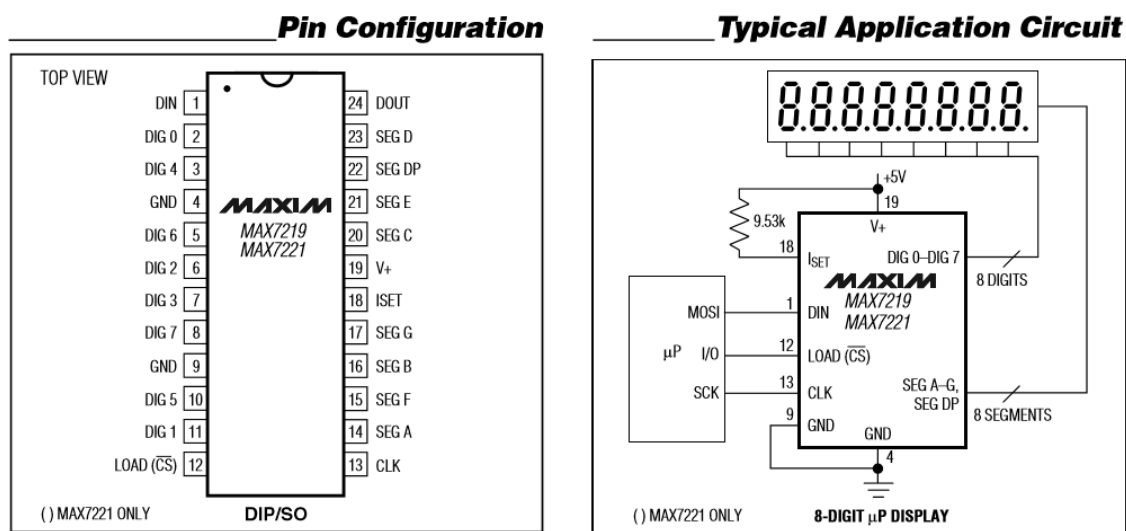 Pin Configuration
TOP VIEW
DIN 1
DIG 0 2
DIG 4 3
GND 4
DIG 6 5
DIG 2 6
DIG 3 7
DIG 7 8
GND 9
DIG 5 10
DIG 1 11
LOAD (CS) 12
24 DOUT
23 SEG D
22 SEG DP
21 SEG E
20 SEG C
19 V+
18 ISET
17 SEG G
16 SEG B
15 SEG F
14 SEG A
13 CLK
MAXIM
MAX7219
MAX7221
( ) MAX7221 ONLY
DIP/SO
Typical Application Circuit
8.8.8.8.8.8.8.8.
+5V
19
9.53k
V+
18
ISET
DIG 0–DIG 7
8 DIGITS
MAXIM
MAX7219
MAX7221
µP
MOSI
1
DIN
I/O
12
LOAD (CS)
SCK
13
CLK
SEG A–G,
SEG DP
8 SEGMENTS
9
GND
GND
4
( ) MAX7221 ONLY
8-DIGIT µP DISPLAY